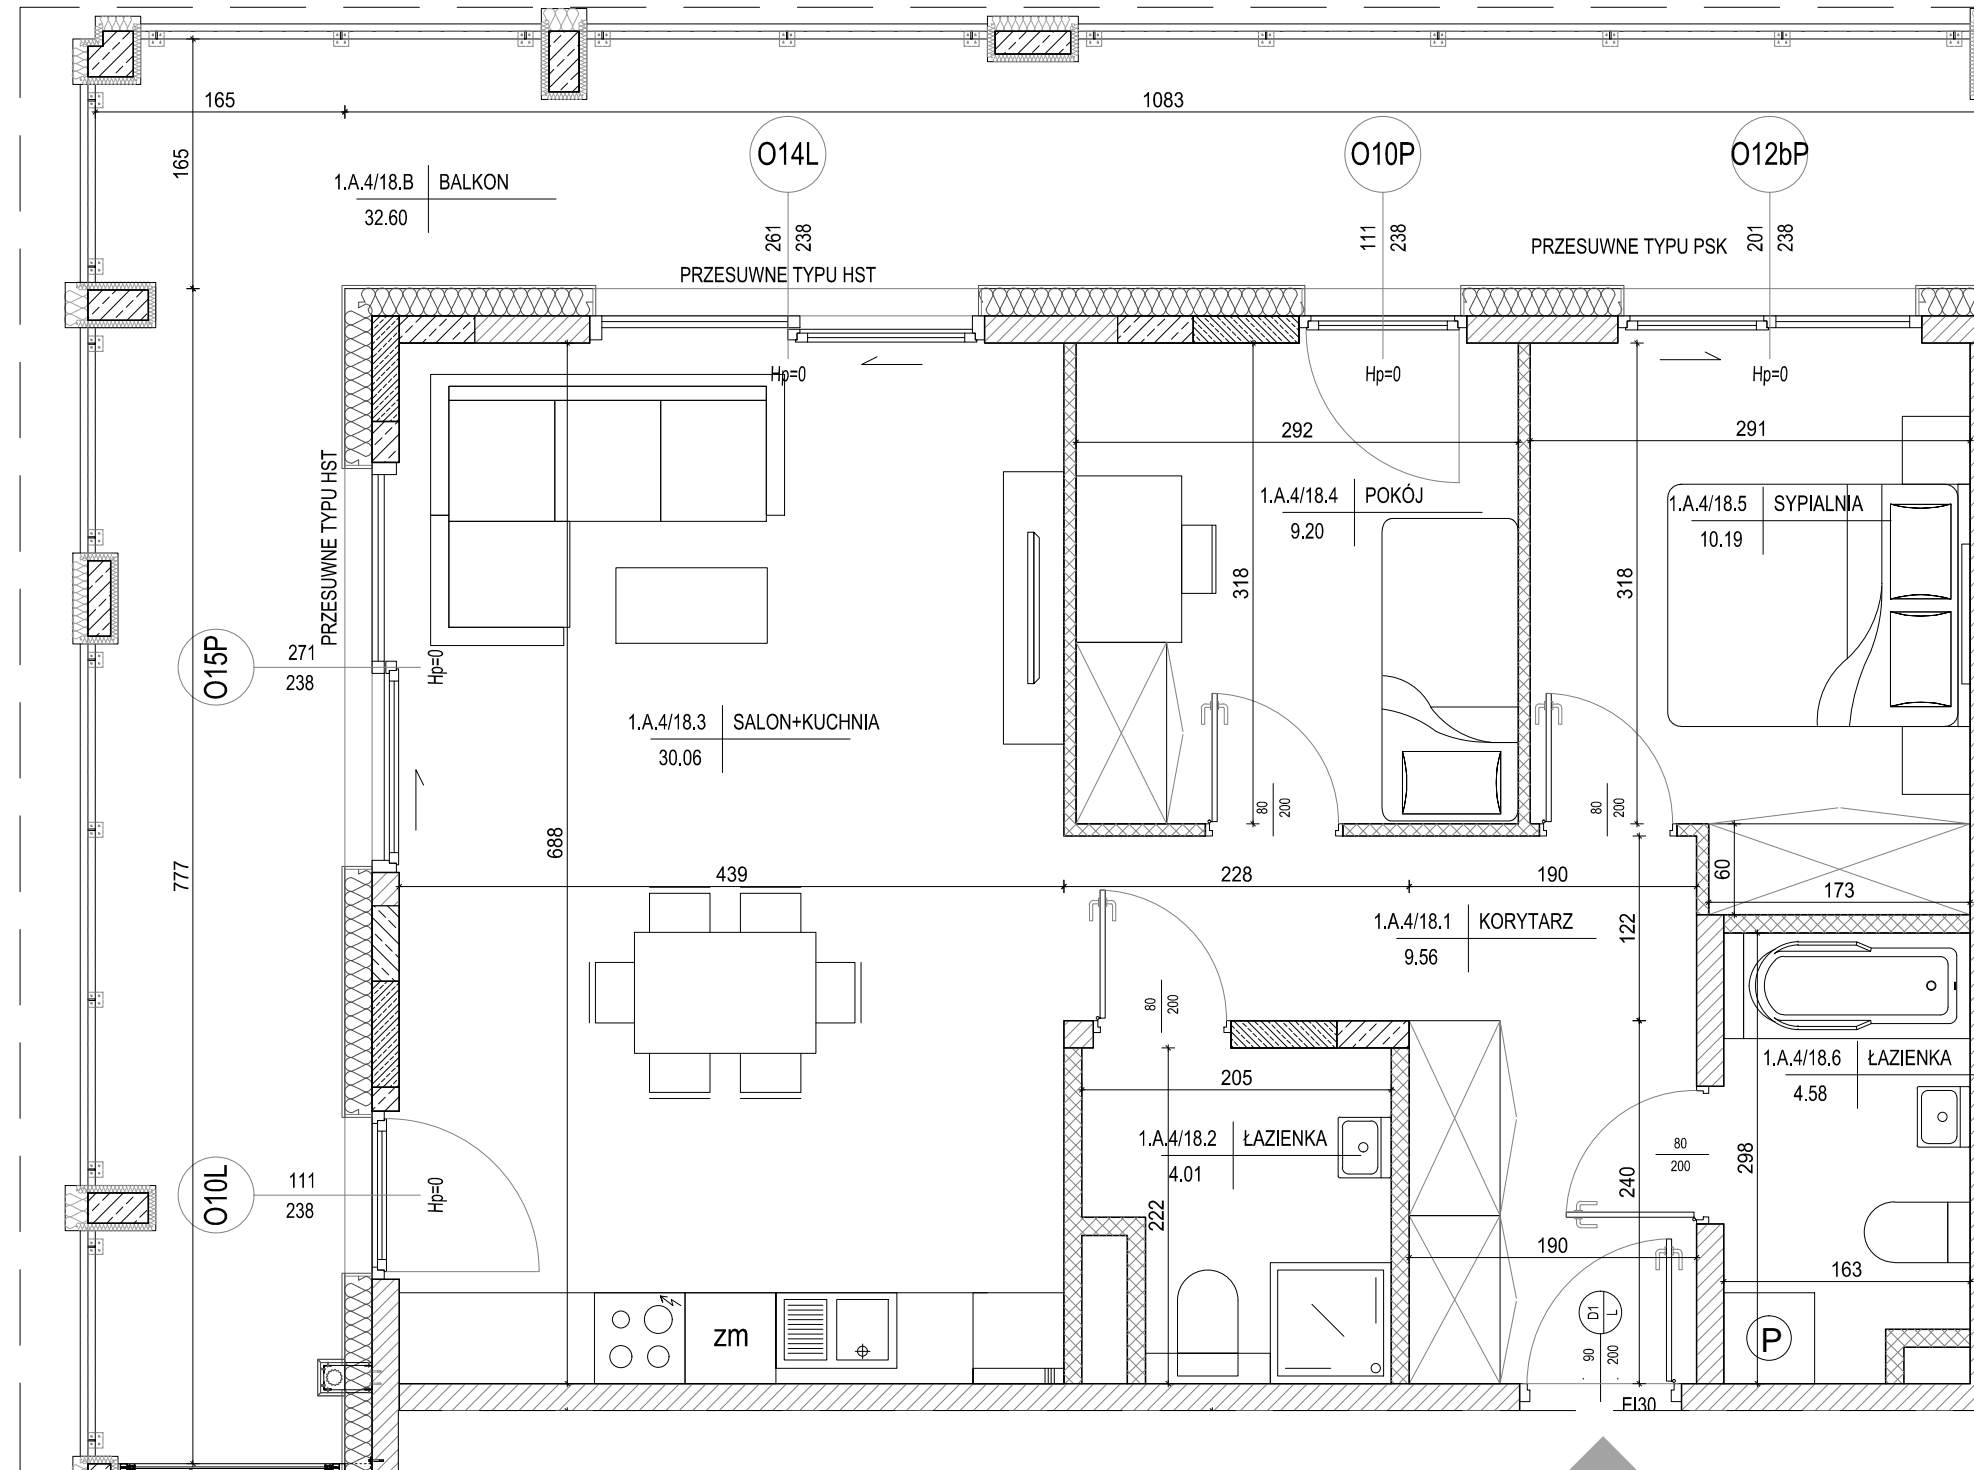 165
1083
165
O14L
O10P
O12bP
1.A.4/18.B BALKON
32.60
261
238
111
238
201
238
PRZESUWNE TYPU HST
PRZESUWNE TYPU PSK
Hp=0
Hp=0
Hp=0
292
291
PRZESUWNE TYPU HST
1.A.4/18.4 POKÓJ
9.20
1.A.4/18.5 SYPIALNIA
10.19
318
318
O15P
271
238
Hp=0
1.A.4/18.3 SALON+KUCHNIA
30.06
80
200
80
200
688
777
60
439
228
190
173
1.A.4/18.1 KORYTARZ
9.56
122
80
200
205
1.A.4/18.6 ŁAZIENKA
4.58
1.A.4/18.2 ŁAZIENKA
4.01
80
200
298
O10L
111
238
Hp=0
222
240
190
163
D1
L
zm
P
90
200
EI30